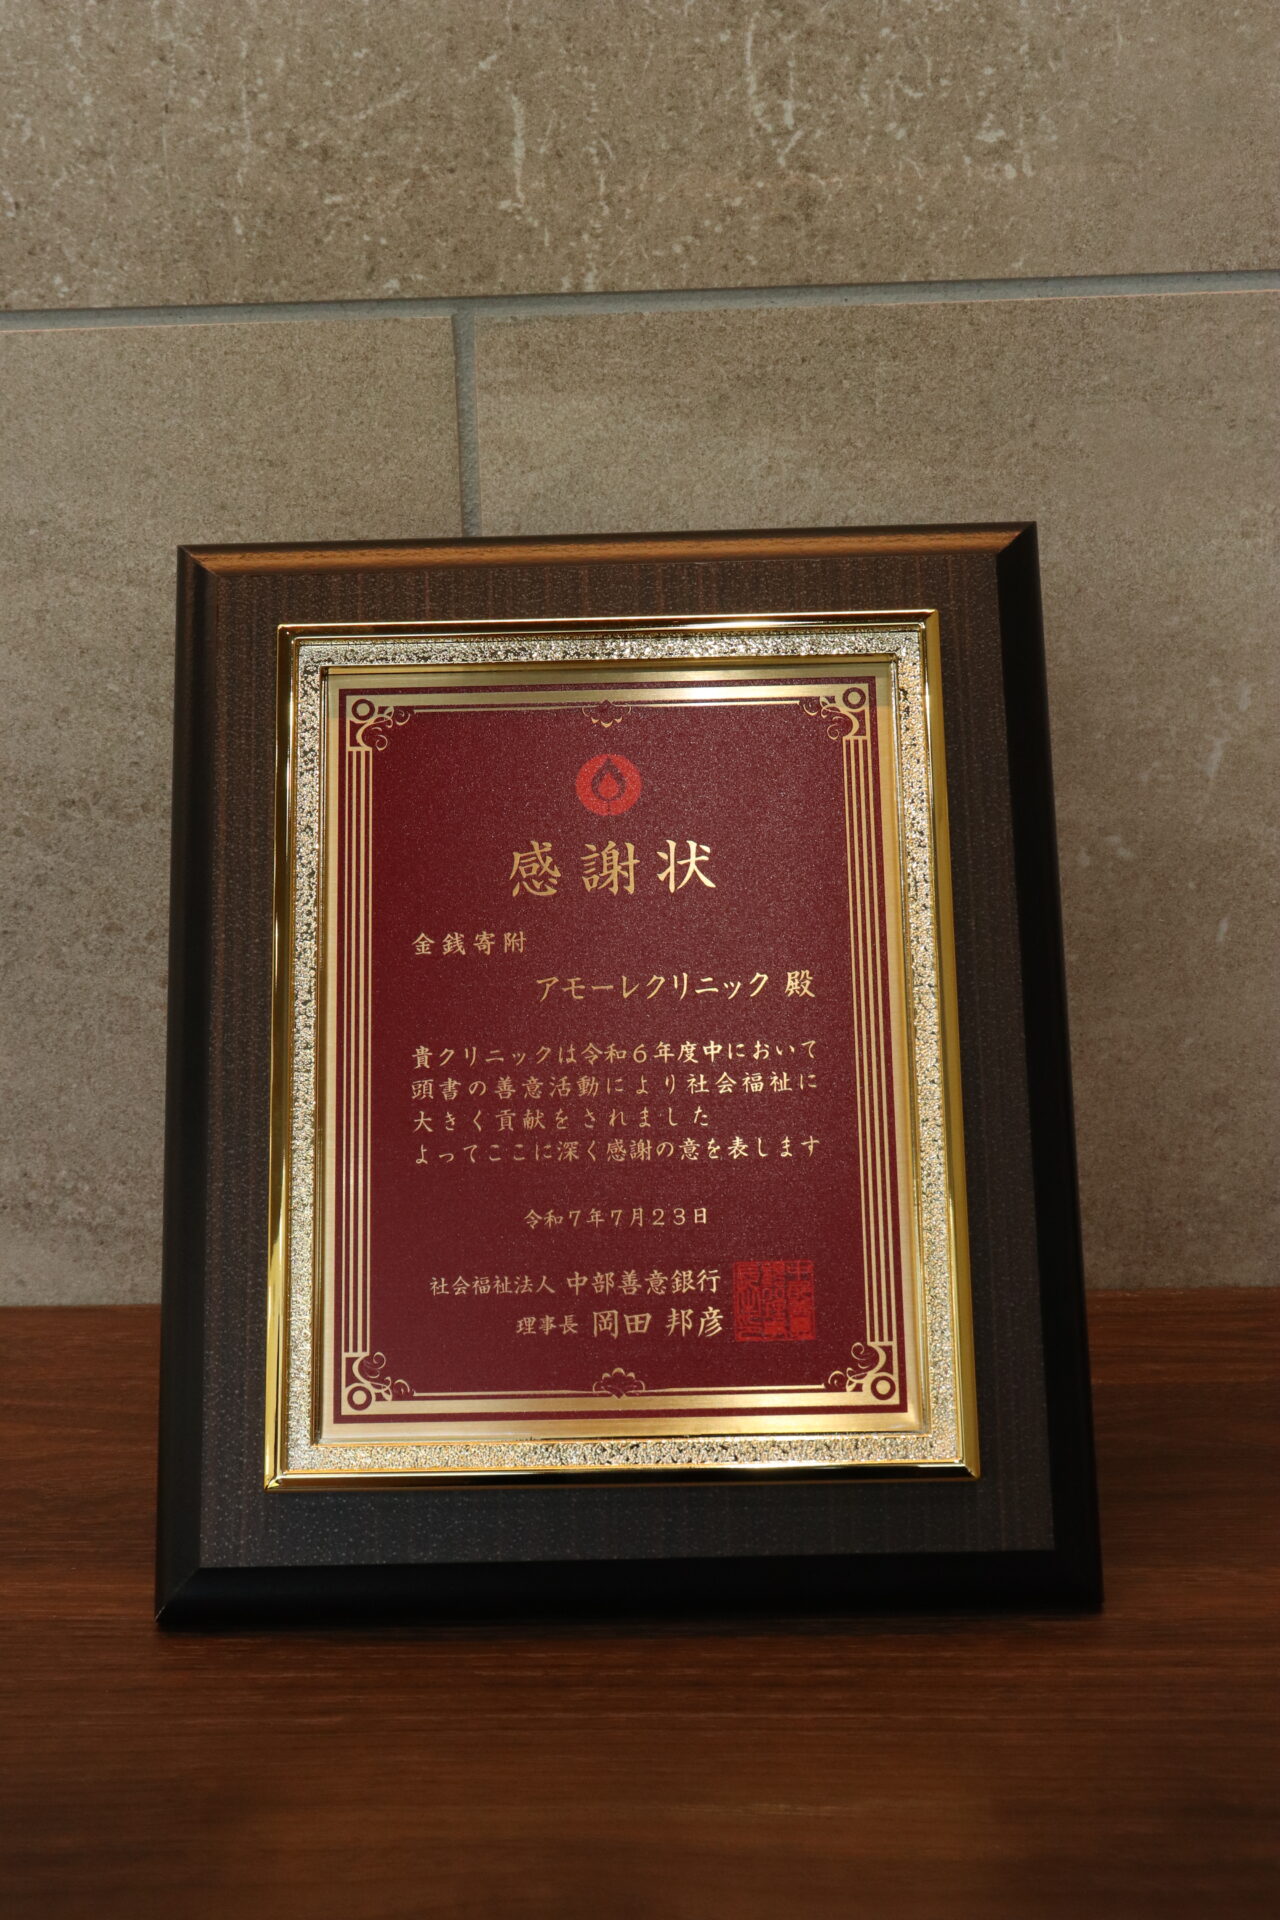 感謝状
金銭寄附
アモーレクリニック 殿
貴クリニックは令和6年度中において
頭書の善意活動により社会福祉に
大きく貢献をされました
よってここに深く感謝の意を表します
令和7年7月23日
社会福祉法人 中部善意銀行
理事長 岡田 邦彦